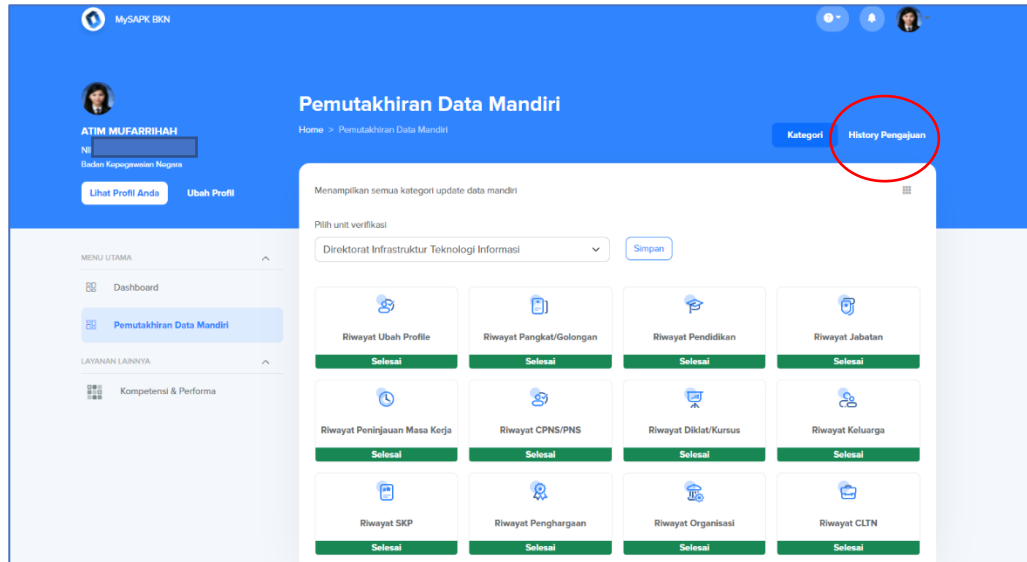 MySAPK BKN
ATIM MUFARRIHAH
Badan Kepegawaian Negara
Lihat Profil Anda
Ubah Profil
Pemutakhiran Data Mandiri
Home > Pemutakhiran Data Mandiri
Kategori
History Pengajuan
MENU UTAMA
Dashboard
Pemutakhiran Data Mandiri
LAYANAN LAINNYA
Kompetensi & Performa
Menampilkan semua kategori update data mandiri
Pilih unit verifikasi
Direktorat Infrastruktur Teknologi Informasi
Simpan
Riwayat Ubah Profile
Selesai
Riwayat Pangkat/Golongan
Selesai
Riwayat Pendidikan
Selesai
Riwayat Jabatan
Selesai
Riwayat Peninjauan Masa Kerja
Selesai
Riwayat CPNS/PNS
Selesai
Riwayat Diklat/Kursus
Selesai
Riwayat Keluarga
Selesai
Riwayat SKP
Selesai
Riwayat Penghargaan
Selesai
Riwayat Organisasi
Selesai
Riwayat CLTN
Selesai